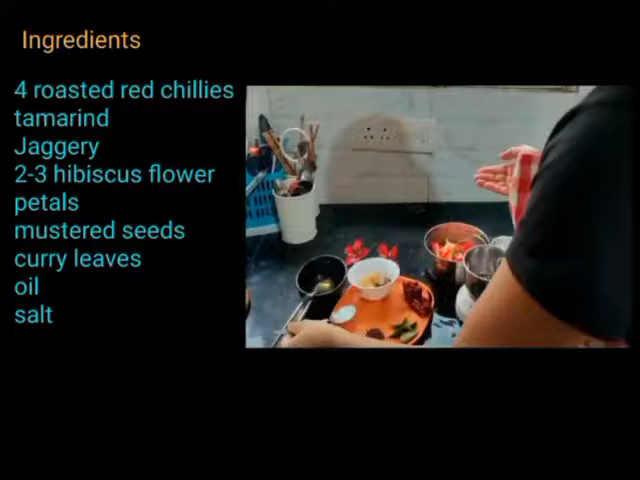 Ingredients
4 roasted red chillies
tamarind
Jaggery
2-3 hibiscus flower
petals
mustered seeds
curry leaves
oil
salt